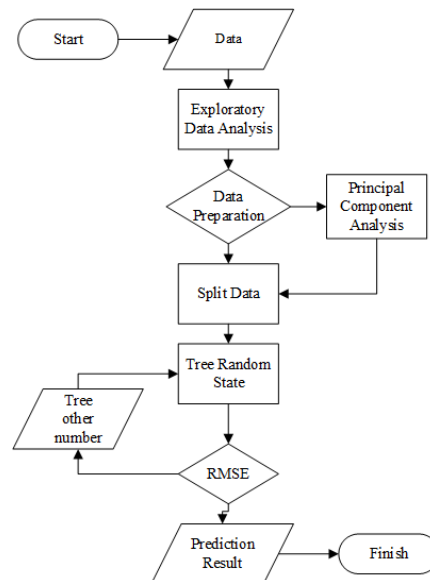 Start
Data
Exploratory
Data Analysis
Data
Preparation
Principal
Component
Analysis
Split Data
Tree Random
State
Tree
other
number
RMSE
Prediction
Result
Finish